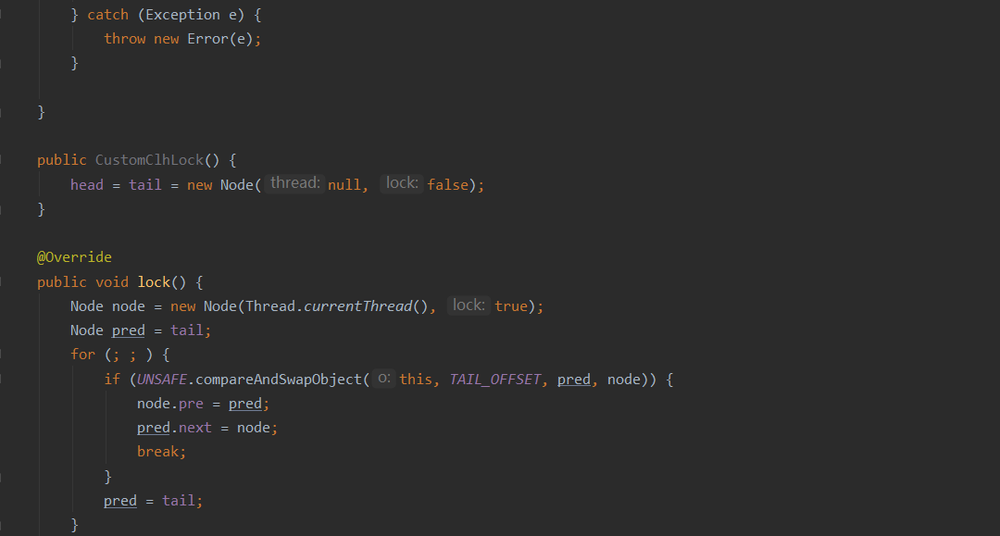 } catch (Exception e) {
throw new Error(e);
}
}
public CustomClhLock() {
head = tail = new Node( thread: null, lock: false);
}
@Override
public void lock() {
Node node = new Node(Thread.currentThread(), lock: true);
Node pred = tail;
for (; ; ) {
if (UNSAFE.compareAndSwapObject( o: this, TAIL_OFFSET, pred, node)) {
node.pre = pred;
pred.next = node;
break;
}
pred = tail;
}